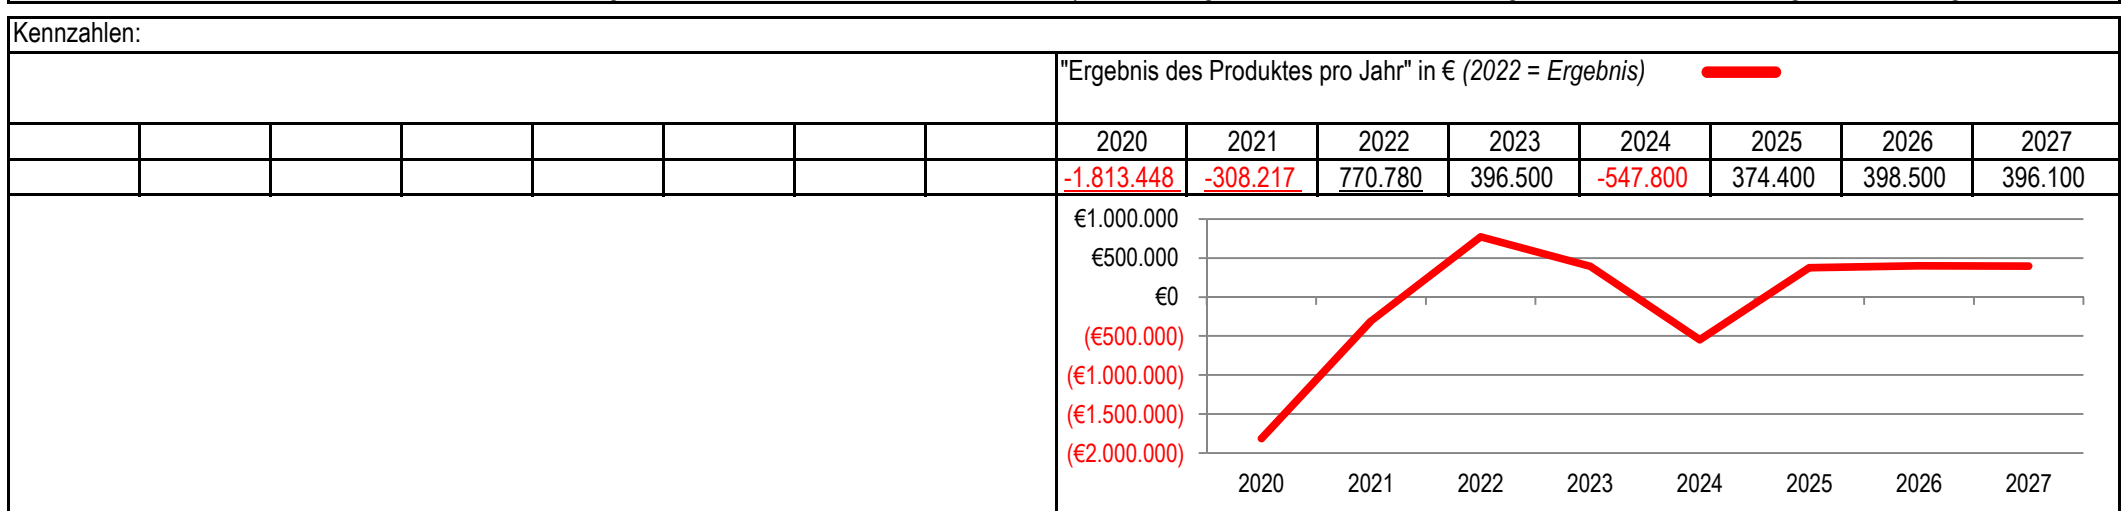 Kennzahlen:
"Ergebnis des Produktes pro Jahr" in € (2022 = Ergebnis)
2020 2021 2022 2023 2024 2025 2026 2027
-1.813.448 -308.217 770.780 396.500 -547.800 374.400 398.500 396.100
€1.000.000
€500.000
€0
(€500.000)
(€1.000.000)
(€1.500.000)
(€2.000.000)
2020 2021 2022 2023 2024 2025 2026 2027